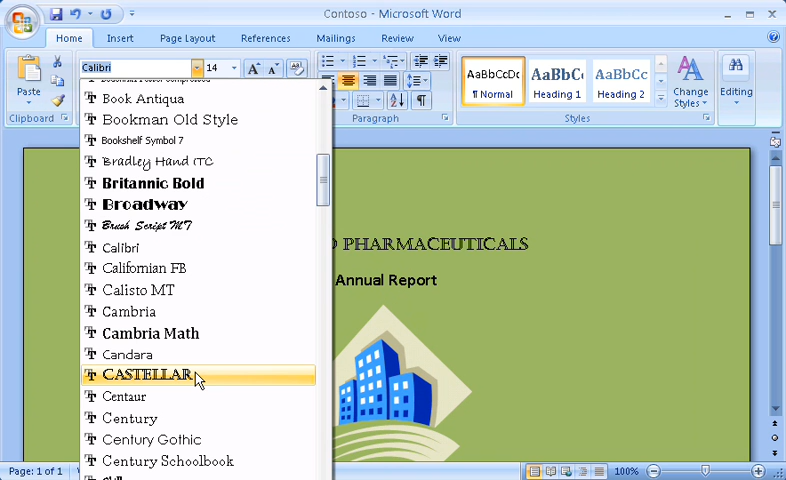 Contoso - Microsoft Word
Home Insert Page Layout References Mailings Review View
Calibri 14
Paste
AaBbCcDc AaBbCc AaBbCc
¶ Normal Heading 1 Heading 2
Change Styles
Editing
Clipboard Paragraph Styles
Book Antiqua
Bookman Old Style
Bookshelf Symbol 7
Bradley Hand ITC
Britannic Bold
Broadway
Brush Script MT
Calibri
Californian FB
Calisto MT
Cambria
Cambria Math
Candara
CASTELLAR
Centaur
Century
Century Gothic
Century Schoolbook
PHARMACEUTICALS
Annual Report
Page: 1 of 1
100%